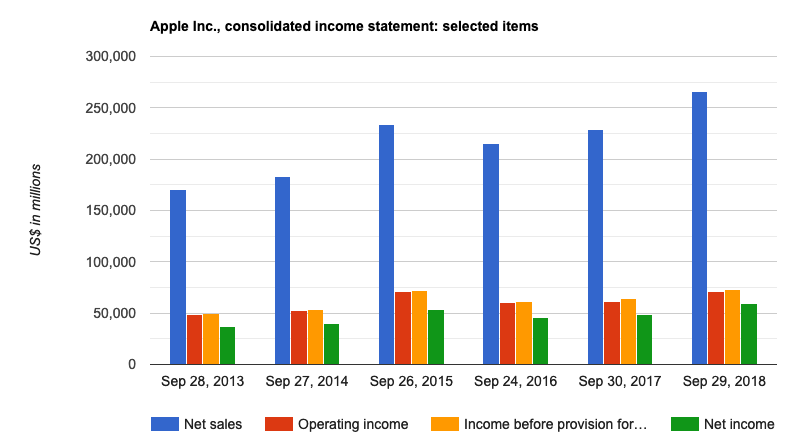 Apple Inc., consolidated income statement: selected items
US$ in millions
300,000
250,000
200,000
150,000
100,000
50,000
0
Sep 28, 2013 Sep 27, 2014 Sep 26, 2015 Sep 24, 2016 Sep 30, 2017 Sep 29, 2018
Net sales Operating income Income before provision for… Net income